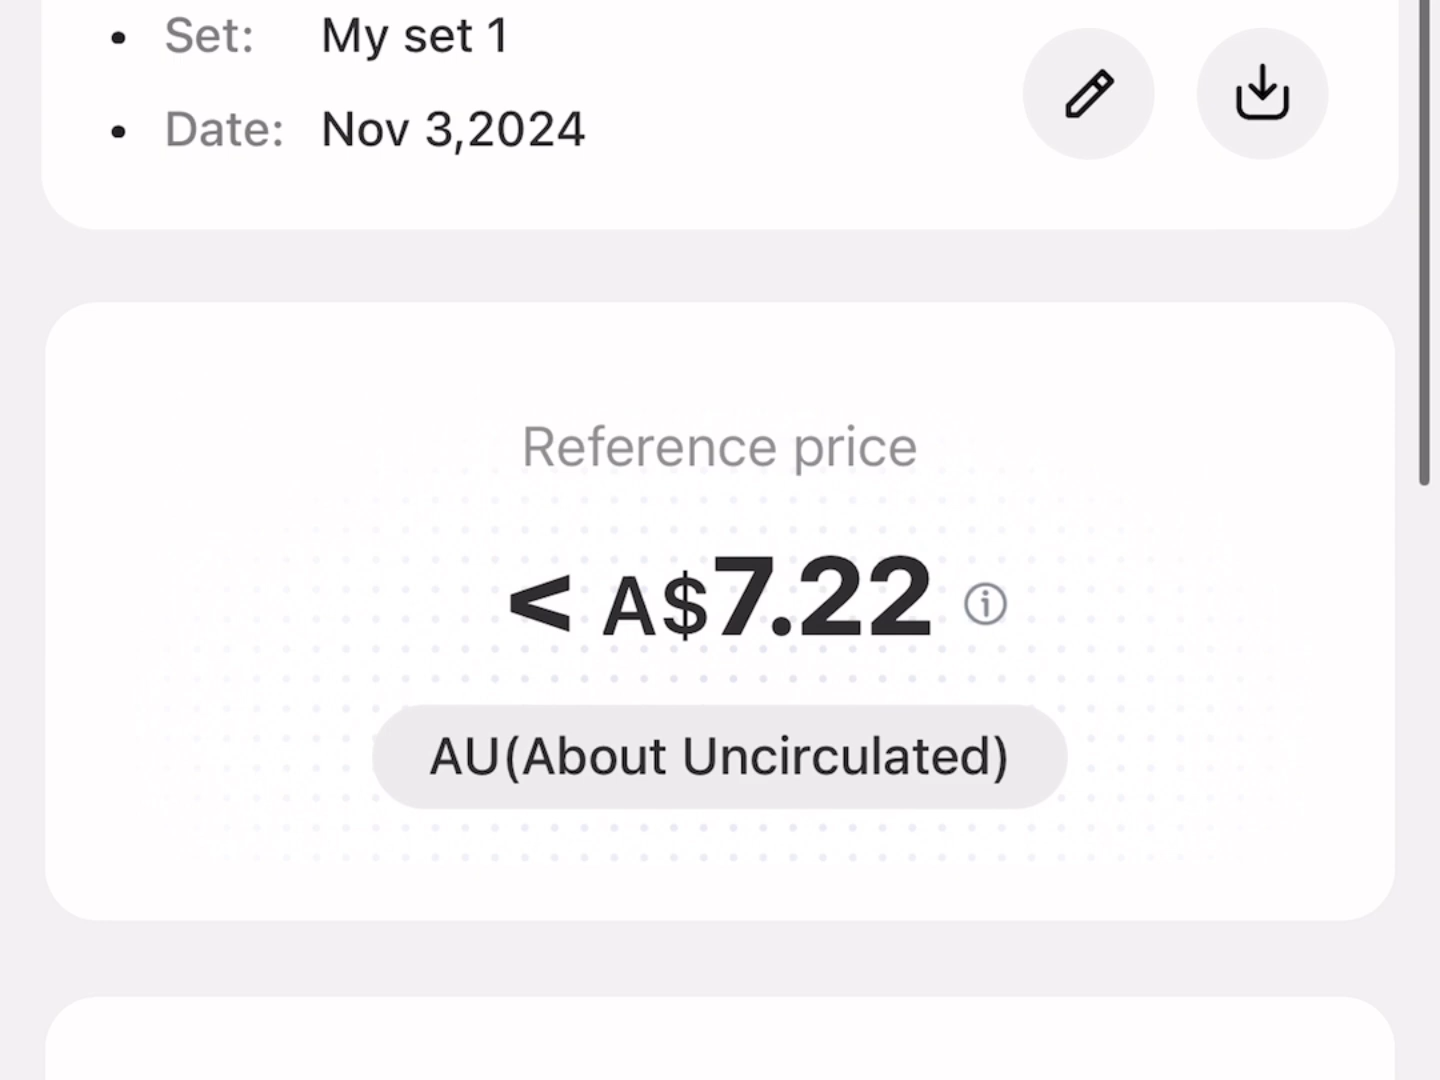 • Set: My set 1
• Date: Nov 3,2024
Reference price
< A$7.22
AU(About Uncirculated)